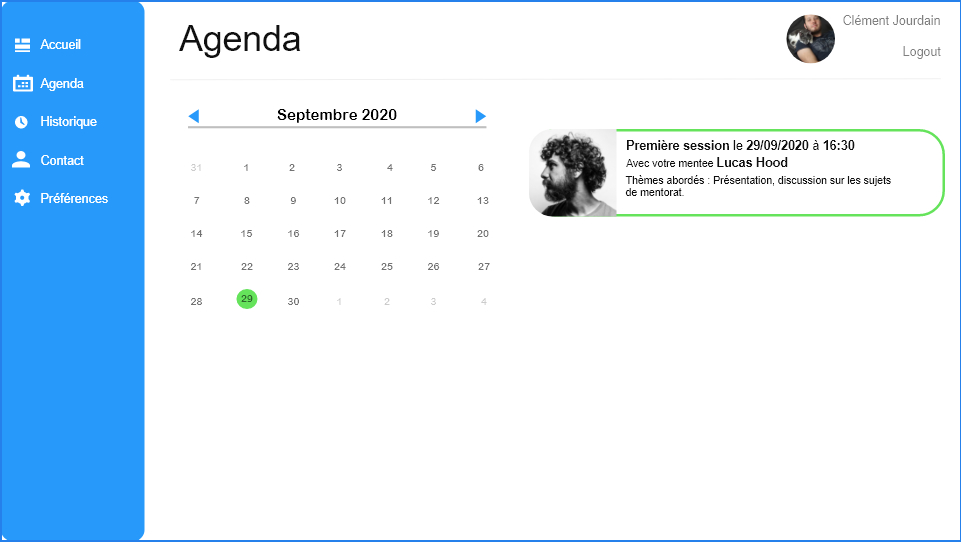 Agenda
Clément Jourdain
Logout
Accueil
Agenda
Historique
Contact
Préférences
Septembre 2020
31 1 2 3 4 5 6
7 8 9 10 11 12 13
14 15 16 17 18 19 20
21 22 23 24 25 26 27
28 29 30 1 2 3 4
Première session le 29/09/2020 à 16:30
Avec votre mentee Lucas Hood
Thèmes abordés : Présentation, discussion sur les sujets
de mentorat.